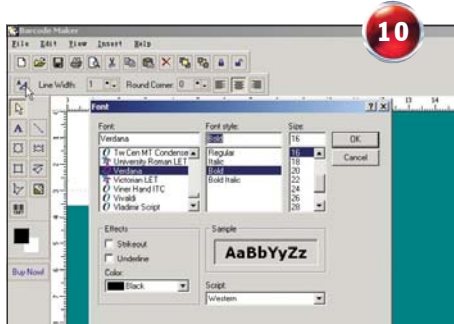 10
Barcode Maker
File Edit View Insert Help
Line Width: 1 Round Corner: 0
13 14
Font ? X
Font: Font style: Size:
Verdana Bold 16 OK
Tw Cen MT Condense Regular 16 Cancel
University Roman LET Italic 18
Verdana Bold 20
Victorian LET Bold Italic 22
Viner Hand ITC 24
Vivaldi 26
Vladimir Script 28
Effects Sample
Strikeout
Underline AaBbYyZz
Color:
Black Script:
Western
Buy Now!